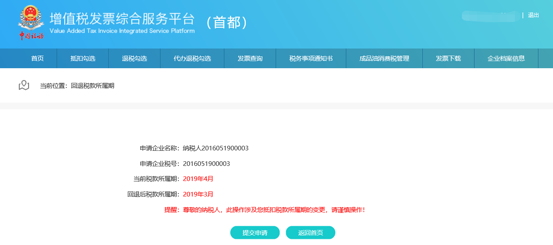 增值税发票综合服务平台 （首都）
Value Added Tax Invoice Integrated Service Platform
中国税务
| 退出
首页 抵扣勾选 退税勾选 代办退税勾选 发票查询 税务事项通知书 成品油消费税管理 发票下载 企业档案信息
当前位置：回退税款所属期
申请企业名称：纳税人2016051900003
申请企业税号：2016051900003
当前税款所属期：2019年4月
回退后税款所属期：2019年3月
提醒：尊敬的纳税人，此操作涉及您抵扣税款所属期的变更，请谨慎操作！
提交申请 返回首页